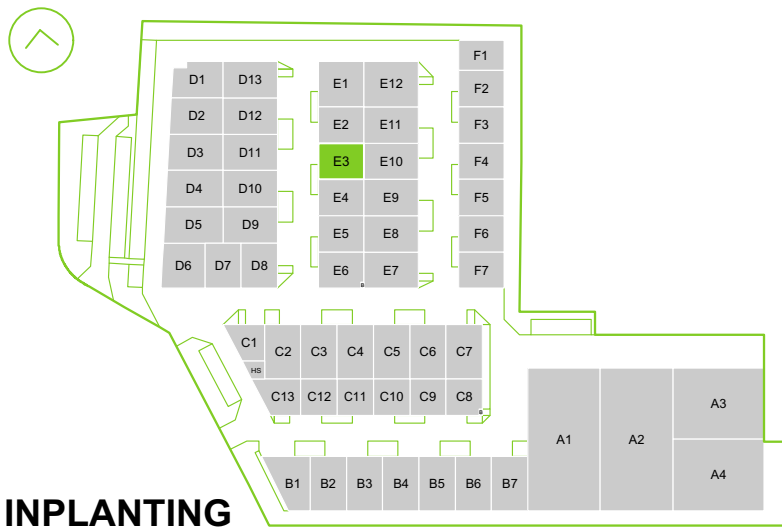 F1
D1 D13 E1 E12 F2
D2 D12 E2 E11 F3
D3 D11 E3 E10 F4
D4 D10 E4 E9 F5
D5 D9 E5 E8 F6
D6 D7 D8 E6 E7 F7
C1 C2 C3 C4 C5 C6 C7
HS
C13 C12 C11 C10 C9 C8
A1 A2 A3
A4
B1 B2 B3 B4 B5 B6 B7
INPLANTING